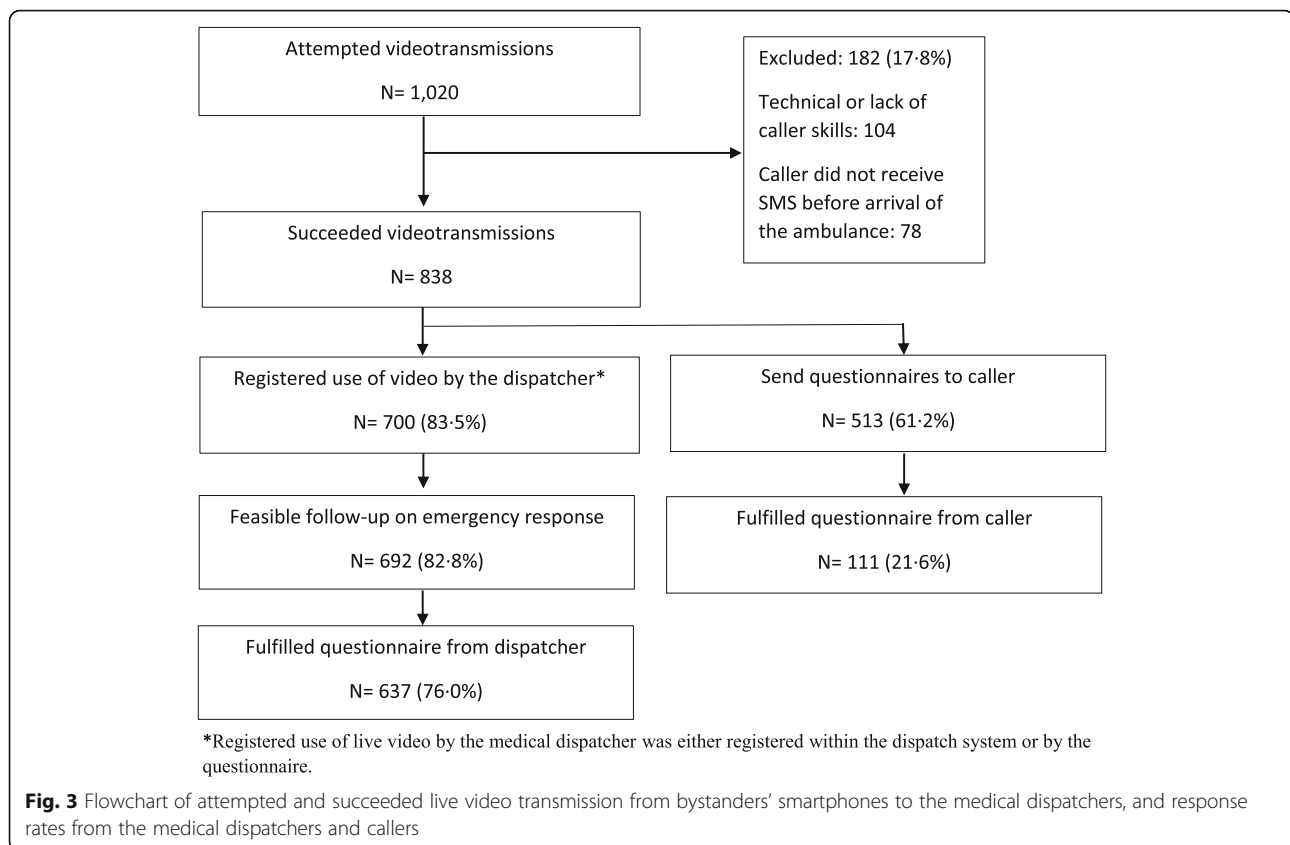 Attempted videotransmissions
N= 1,020
Excluded: 182 (17·8%)
Technical or lack of
caller skills: 104
Caller did not receive
SMS before arrival of
the ambulance: 78
Succeeded videotransmissions
N= 838
Registered use of video by the dispatcher*
N= 700 (83·5%)
Send questionnaires to caller
N= 513 (61·2%)
Feasible follow-up on emergency response
N= 692 (82·8%)
Fulfilled questionnaire from caller
N= 111 (21·6%)
Fulfilled questionnaire from dispatcher
N= 637 (76·0%)
*Registered use of live video by the medical dispatcher was either registered within the dispatch system or by the
questionnaire.
Fig. 3 Flowchart of attempted and succeeded live video transmission from bystanders’ smartphones to the medical dispatchers, and response
rates from the medical dispatchers and callers